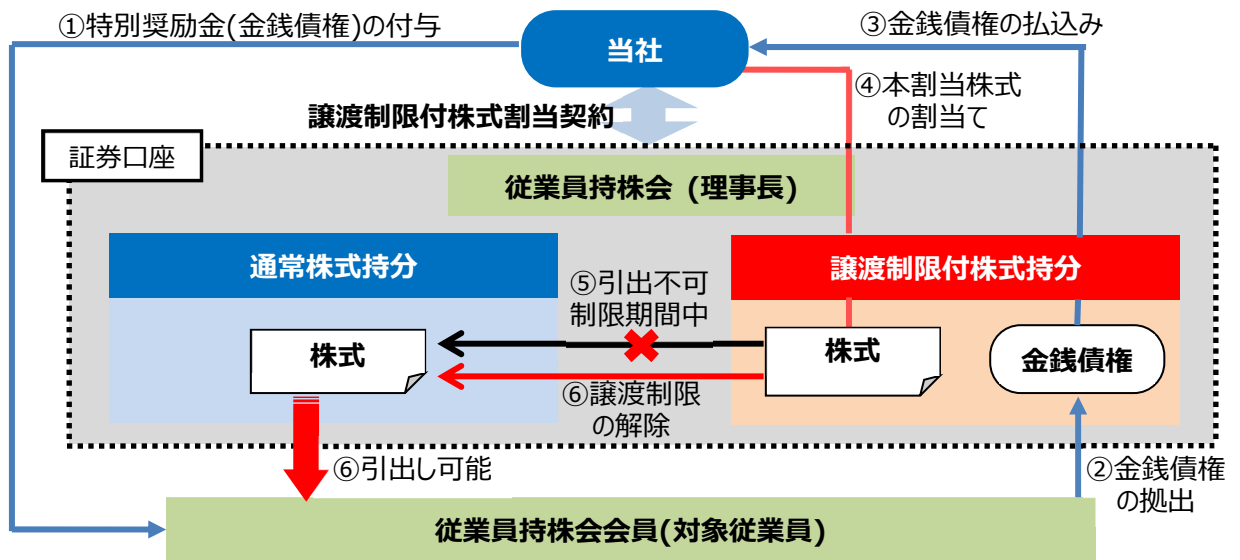 ①特別奨励金(金銭債権)の付与
当社
③金銭債権の払込み
④本割当株式
の割当て
譲渡制限付株式割当契約
証券口座
従業員持株会 (理事長)
通常株式持分
譲渡制限付株式持分
⑤引出不可
制限期間中
株式
株式
金銭債権
⑥譲渡制限
の解除
⑥引出し可能
②金銭債権
の拠出
従業員持株会会員(対象従業員)